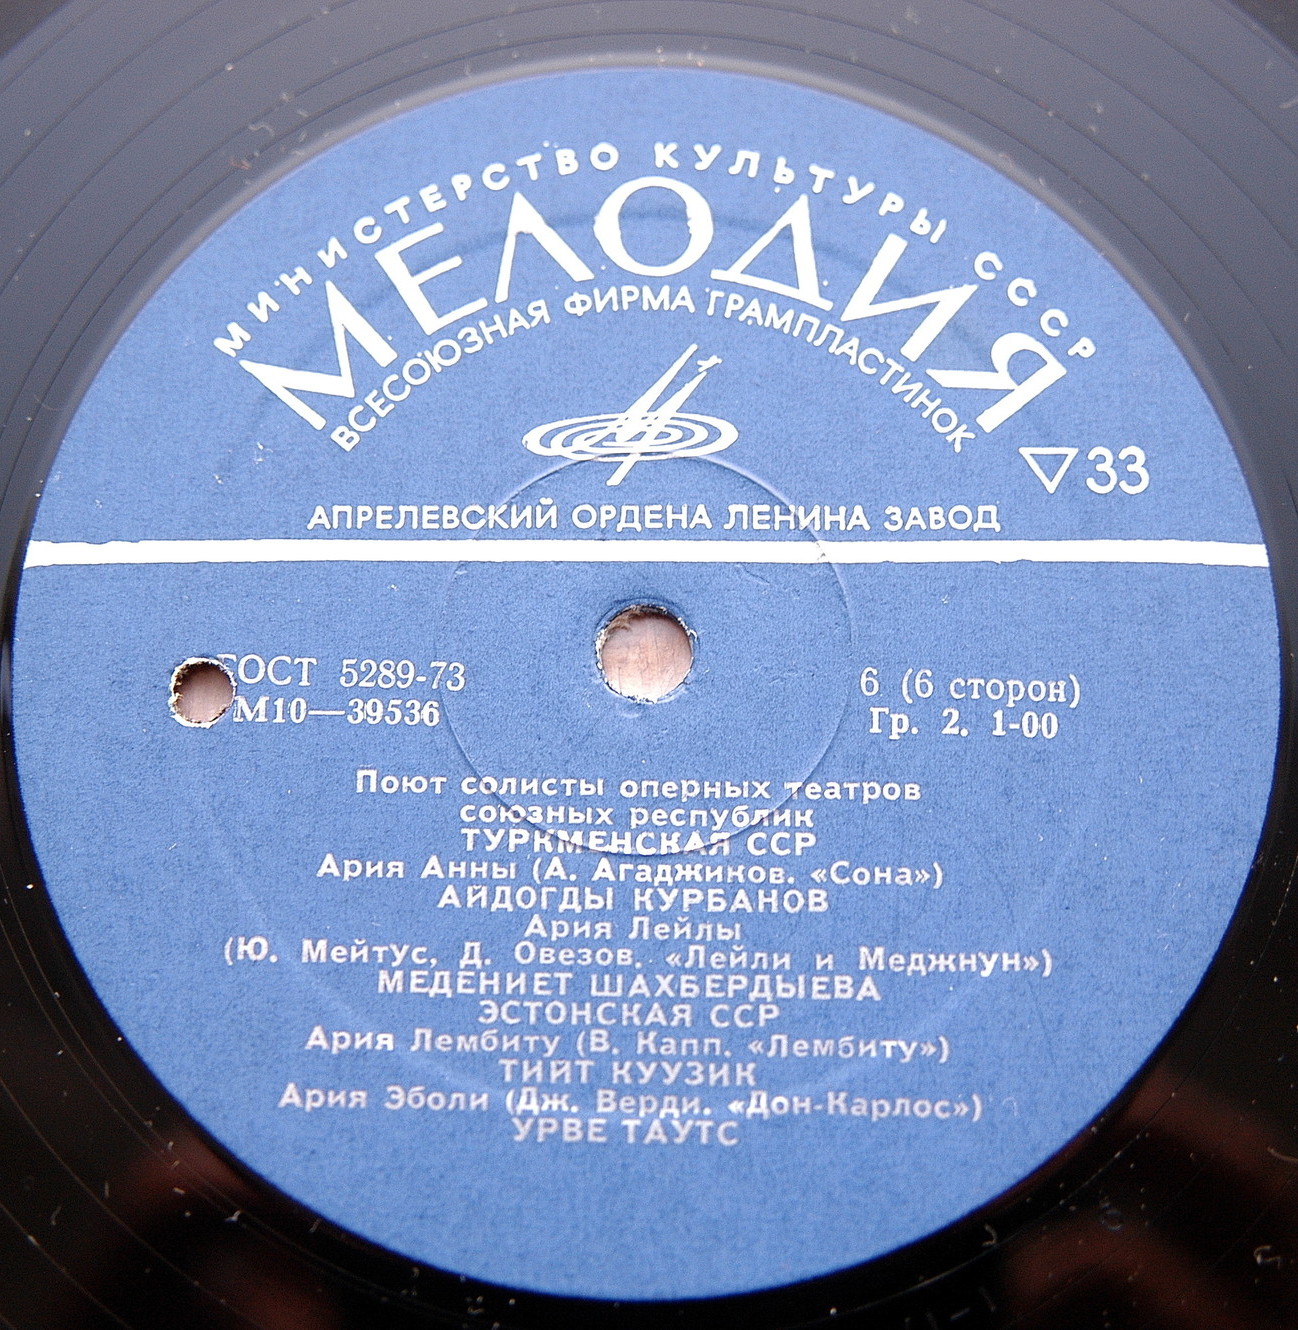 МИНИСТЕРСТВО КУЛЬТУРЫ СССР
МЕЛОДИЯ
ВСЕСОЮЗНАЯ ФИРМА ГРАМПЛАСТИНОК
33
АПРЕЛЕВСКИЙ ОРДЕНА ЛЕНИНА ЗАВОД
ГОСТ 5289-73
М10—39536
6 (6 сторон)
Гр. 2. 1-00
Поют солисты оперных театров
союзных республик
ТУРКМЕНСКАЯ ССР
Ария Анны (А. Агаджиков. «Сона»)
АЙДОГДЫ КУРБАНОВ
Ария Лейлы
(Ю. Мейтус, Д. Овезов. «Лейли и Меджнун»)
МЕДЕНИЕТ ШАХБЕРДЫЕВА
ЭСТОНСКАЯ ССР
Ария Лембиту (В. Капп. «Лембиту»)
ТИЙТ КУУЗИК
Ария Эболи (Дж. Верди. «Дон-Карлос»)
УРВЕ ТАУТС